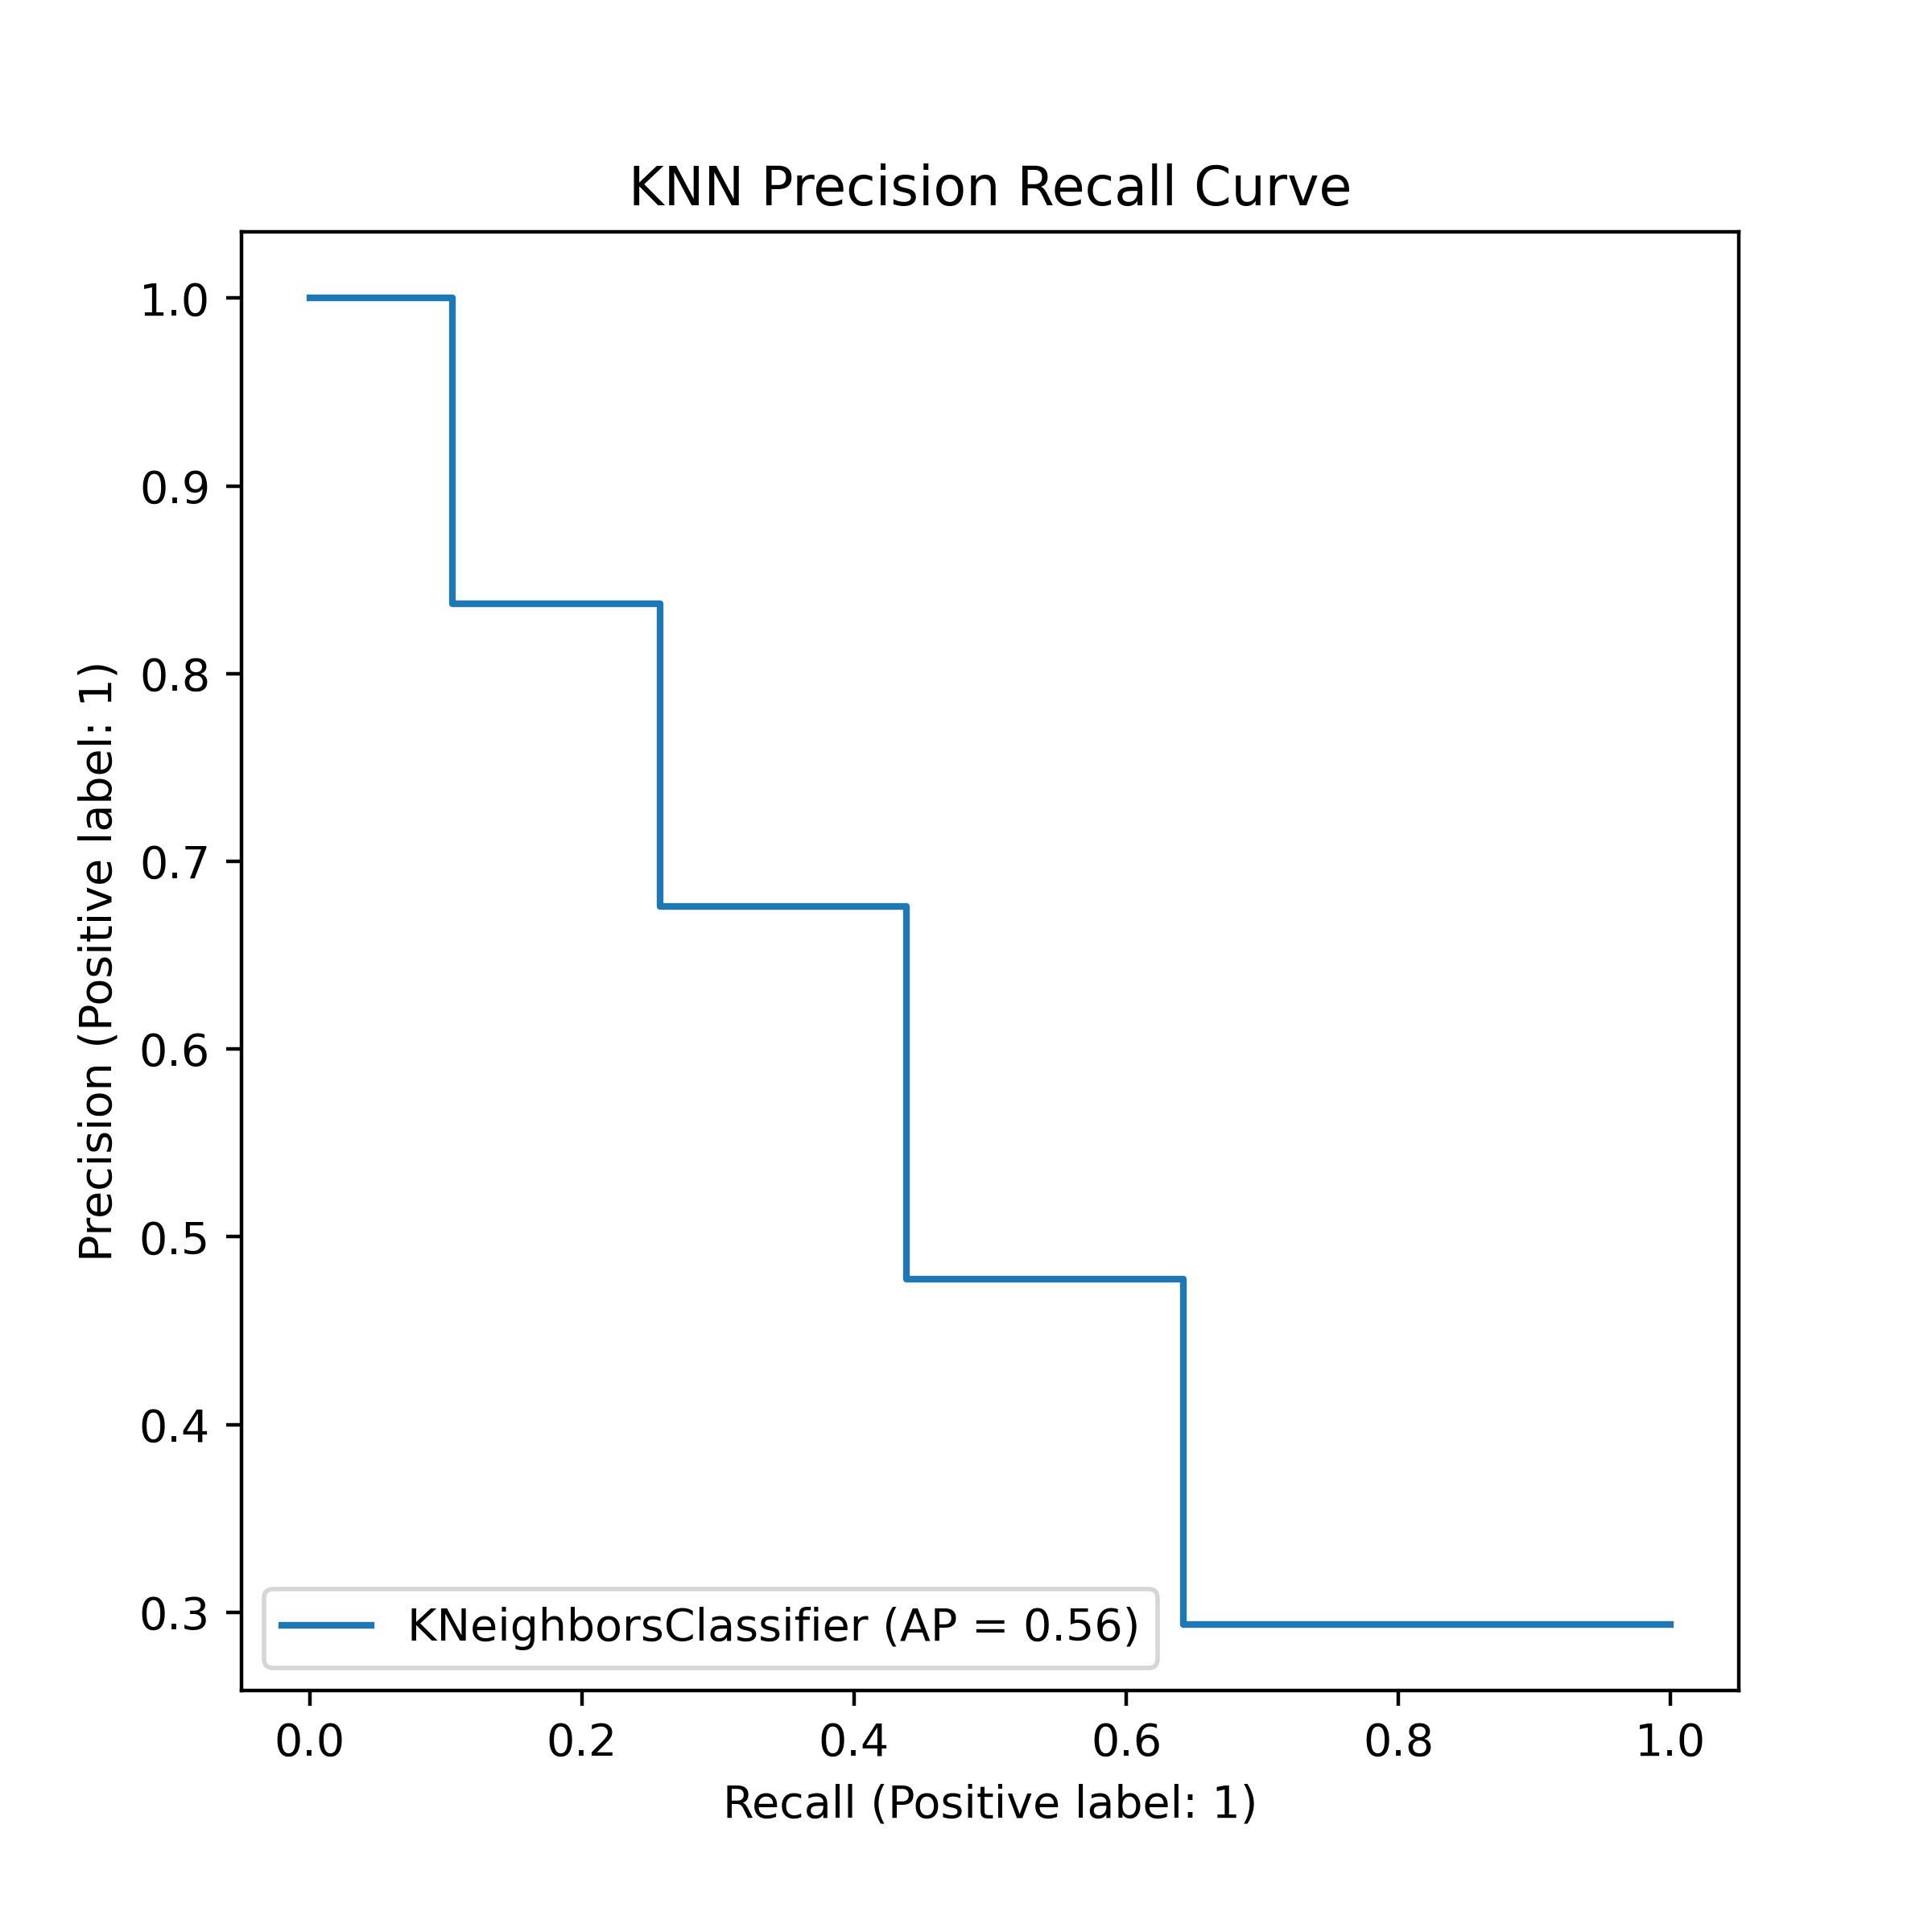 KNN Precision Recall Curve
1.0
0.9
0.8
0.7
0.6
0.5
0.4
0.3
Precision (Positive label: 1)
KNeighborsClassifier (AP = 0.56)
0.0 0.2 0.4 0.6 0.8 1.0
Recall (Positive label: 1)